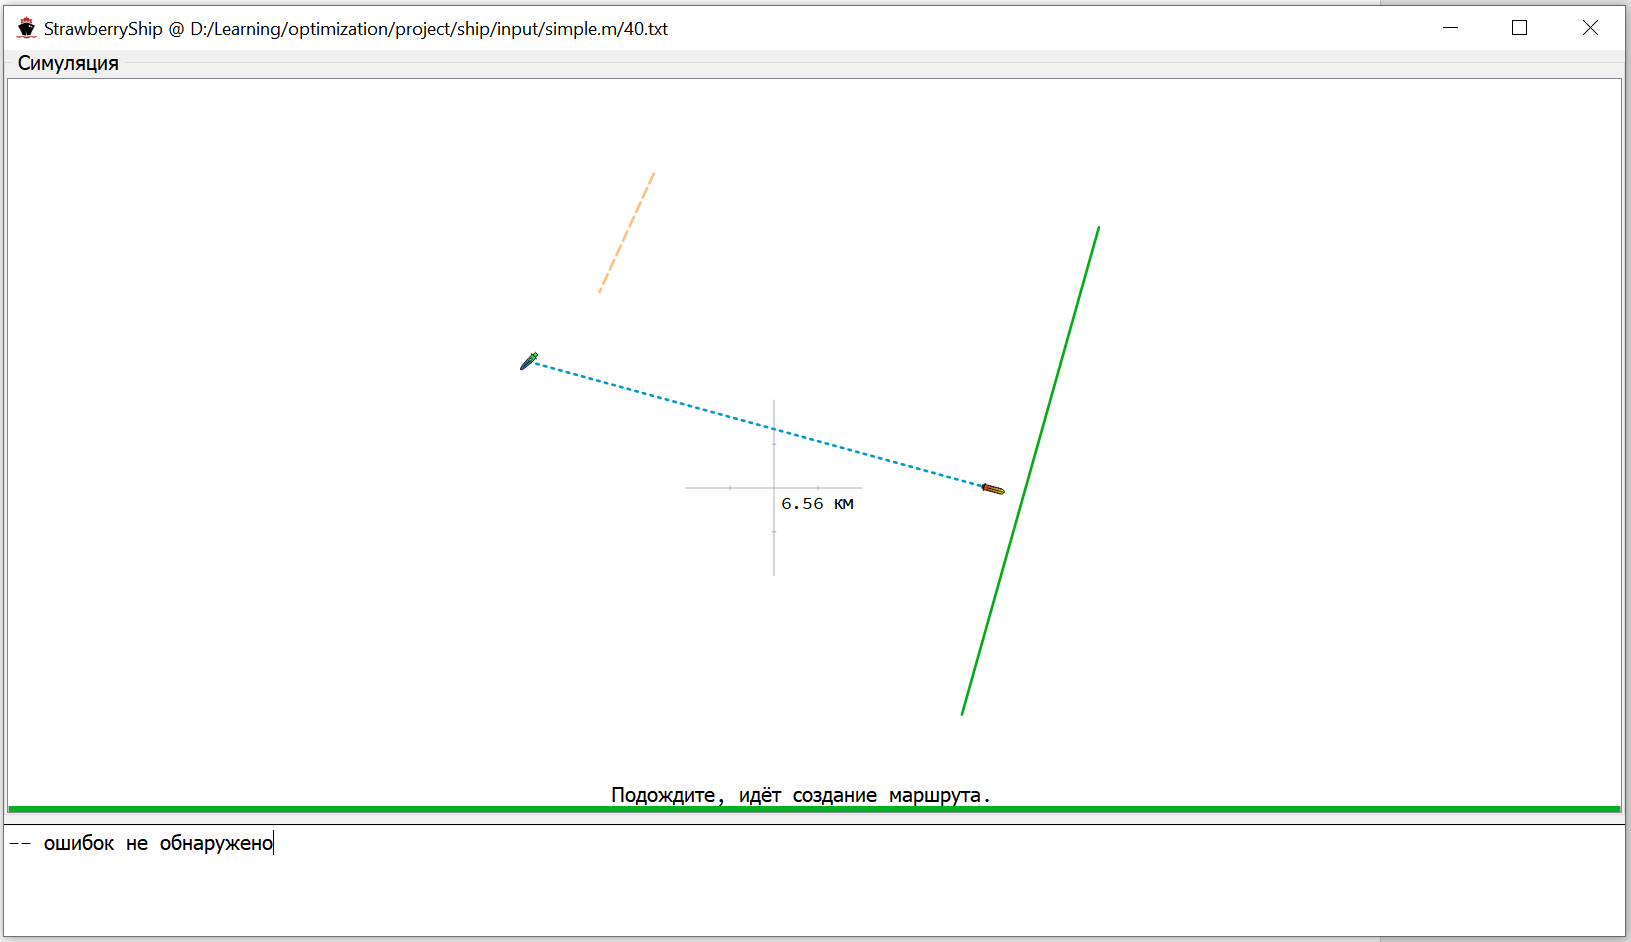 StrawberryShip @ D:/Learning/optimization/project/ship/input/simple.m/40.txt
Симуляция
6.56 км
Подождите, идёт создание маршрута.
-- ошибок не обнаружено